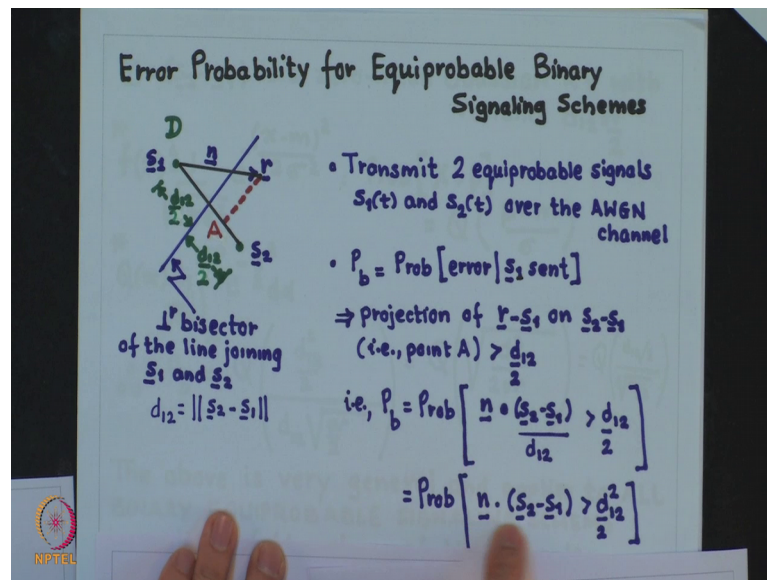 Error Probability for Equiprobable Binary
Signaling Schemes
D
s1
n
r
d12/2
A
d12/2
s2
⊥r bisector
of the line joining
s1 and s2
d12 = ||s2-s1||
• Transmit 2 equiprobable signals
s1(t) and s2(t) over the AWGN
channel
• Pb = Prob[error|s1 sent]
⇒ projection of r-s1 on s2-s1
(i.e., point A) > d12/2
i.e, Pb = Prob[n • (s2-s1)/d12 > d12/2]
= Prob[n . (s2-s1) > d12^2/2]
NPTEL